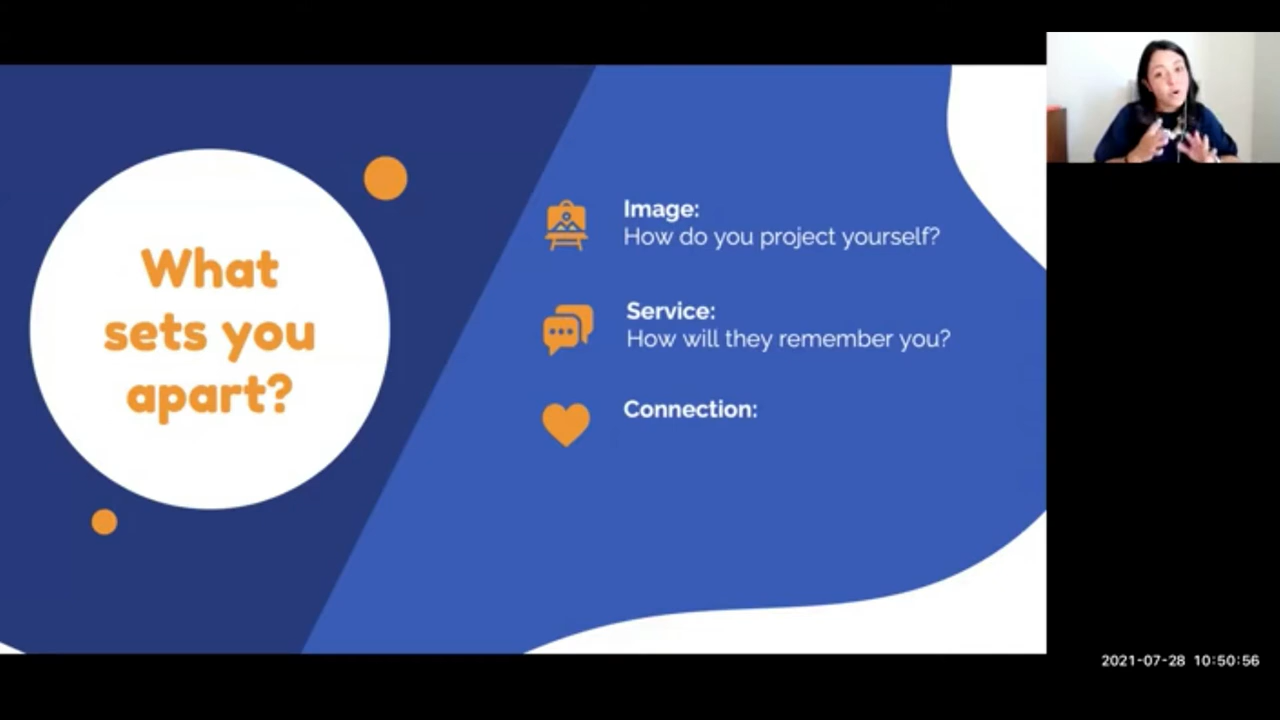 What
sets you
apart?
Image:
How do you project yourself?
Service:
How will they remember you?
Connection:
2021-07-28 10:50:56